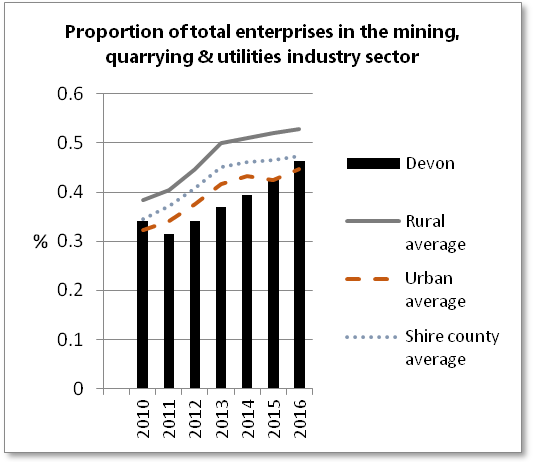 Proportion of total enterprises in the mining,
quarrying & utilities industry sector
0.6
0.5
0.4
0.3
0.2
0.1
0
%
2010
2011
2012
2013
2014
2015
2016
Devon
Rural
average
Urban
average
Shire county
average